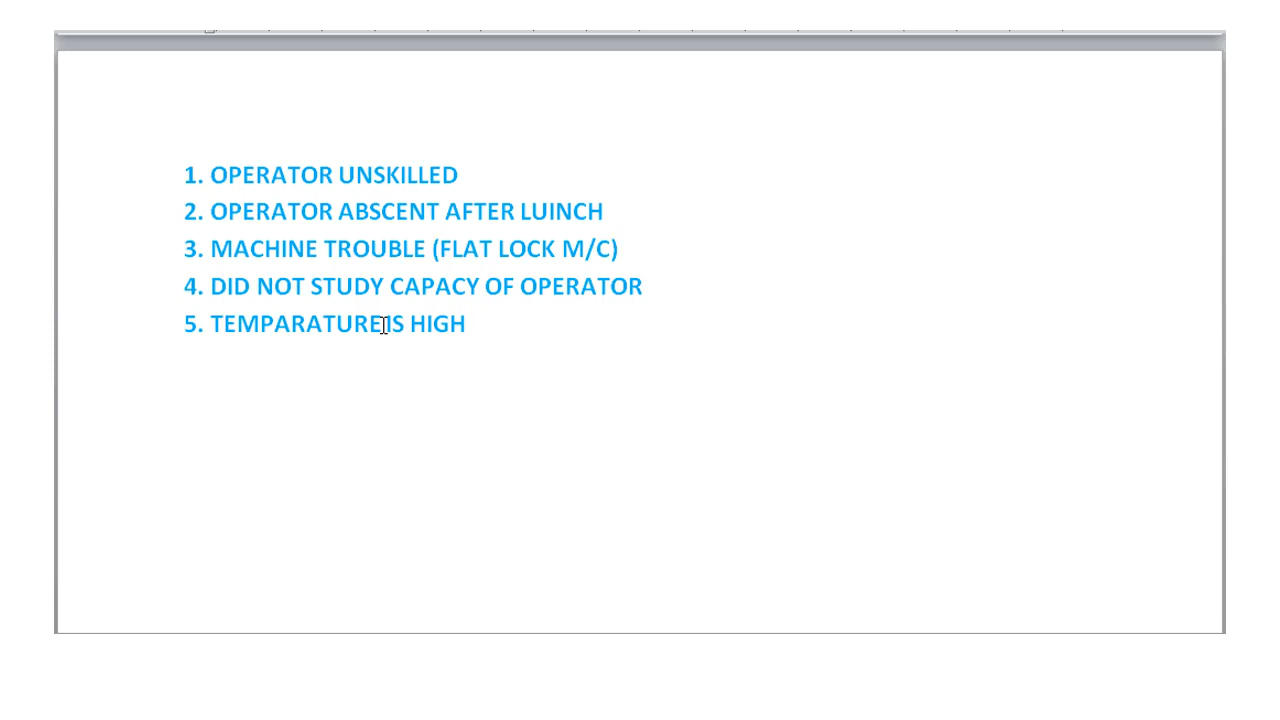 1. OPERATOR UNSKILLED
2. OPERATOR ABSCENT AFTER LUINCH
3. MACHINE TROUBLE (FLAT LOCK M/C)
4. DID NOT STUDY CAPACY OF OPERATOR
5. TEMPARATURE IS HIGH